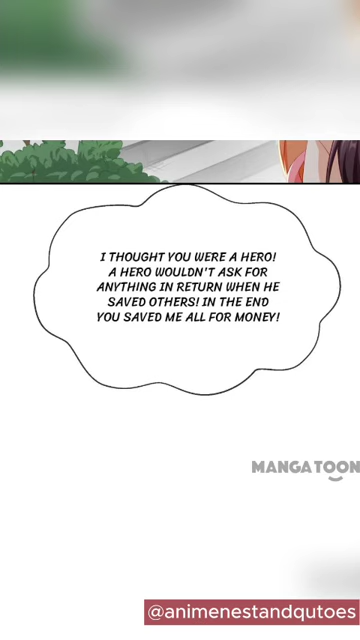 I THOUGHT YOU WERE A HERO!
A HERO WOULDN'T ASK FOR
ANYTHING IN RETURN WHEN HE
SAVED OTHERS! IN THE END
YOU SAVED ME ALL FOR MONEY!
MANGATOON
@animenestandqutoes